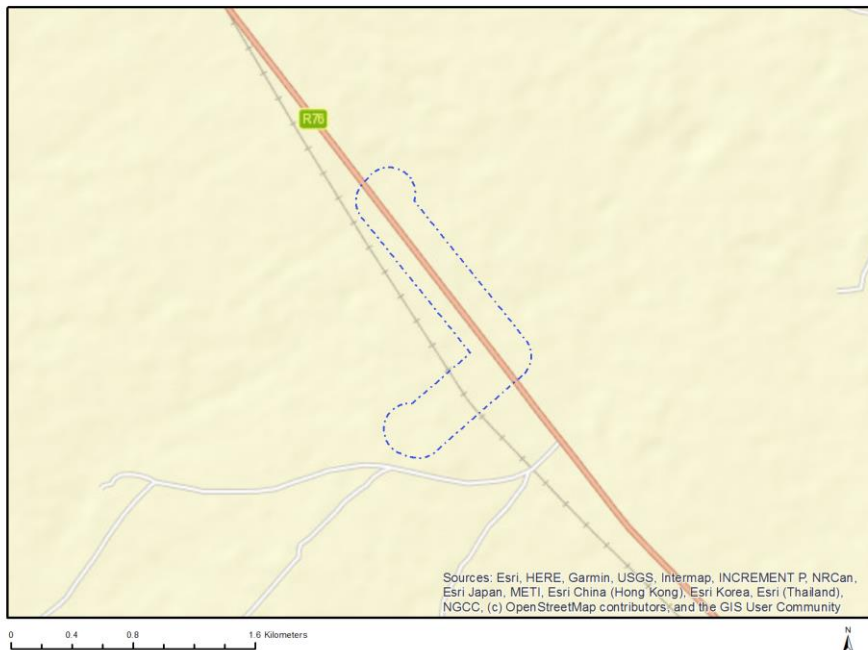 R76
Sources: Esri, HERE, Garmin, USGS, Intermap, INCREMENT P, NRCan,
Esri Japan, METI, Esri China (Hong Kong), Esri Korea, Esri (Thailand),
NGCC, (c) OpenStreetMap contributors, and the GIS User Community
0 0.4 0.8 1.6 Kilometers
N